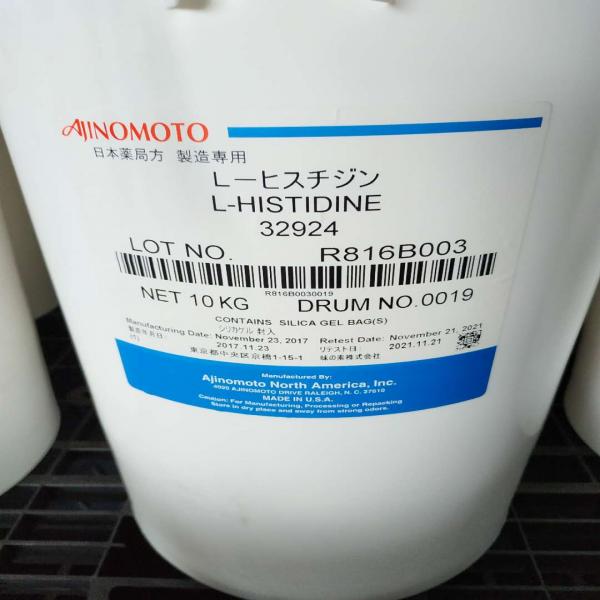 AJINOMOTO
日本薬局方 製造専用
L－ヒスチジン
L-HISTIDINE
32924
LOT NO. R816B003
R816B0030019
NET 10 KG DRUM NO.0019
CONTAINS SILICA GEL BAG(S)
シリカゲル 封入
Manufacturing Date: November 23, 2017 Retest Date: November 21, 2021
製造年月日: 2017.11.23 リテスト日: 2021.11.21
東京都中央区京橋1-15-1 味の素株式会社
Manufactured By:
Ajinomoto North America, Inc.
4020 AJINOMOTO DRIVE RALEIGH, N. C. 27610
MADE IN U.S.A.
Caution: For Manufacturing, Processing or Repacking
Store in dry place and away from strong odors.